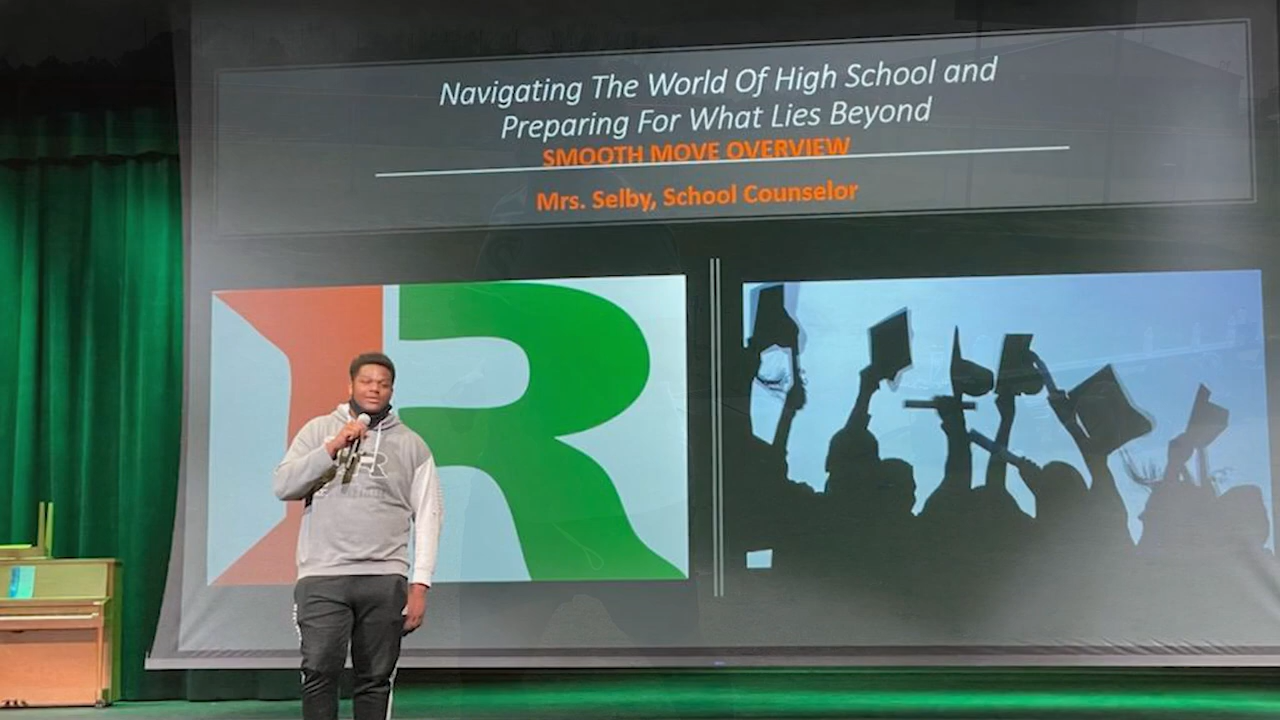 Navigating The World Of High School and
Preparing For What Lies Beyond
SMOOTH MOVE OVERVIEW
Mrs. Selby, School Counselor
R
R